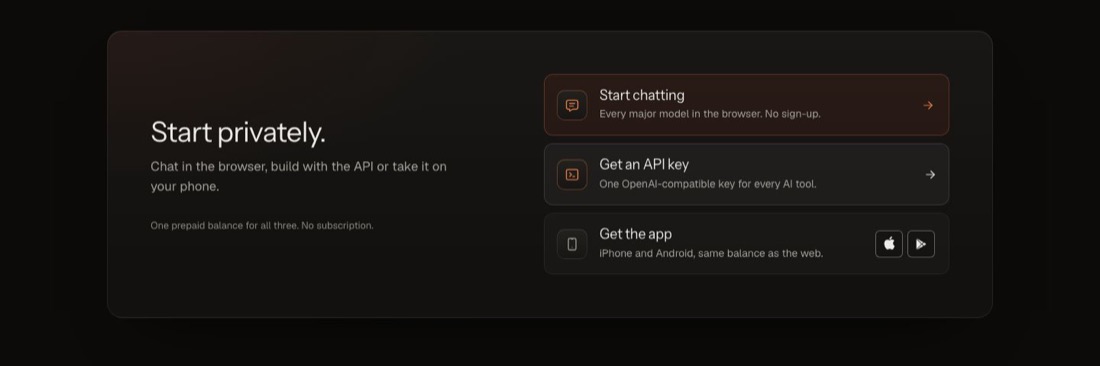 Start privately.
Chat in the browser, build with the API or take it on
your phone.
One prepaid balance for all three. No subscription.
Start chatting
Every major model in the browser. No sign-up.
Get an API key
One OpenAI-compatible key for every AI tool.
Get the app
iPhone and Android, same balance as the web.